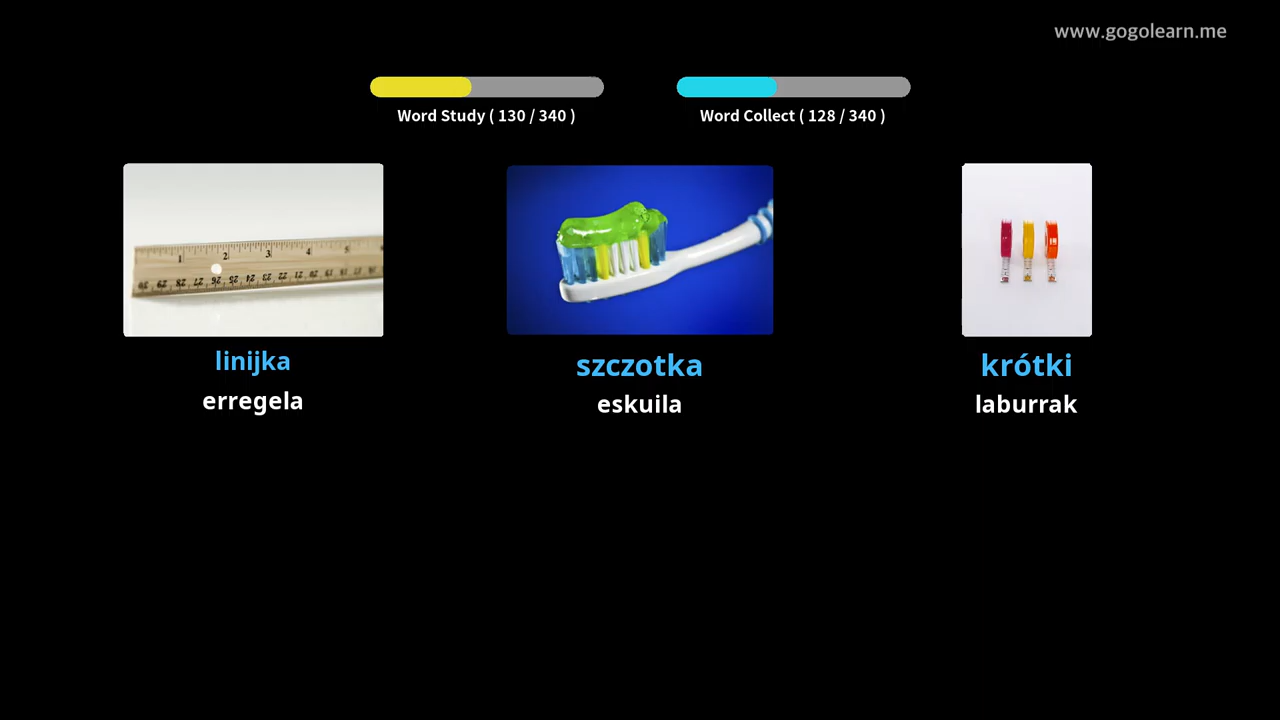 www.gogolearn.me
Word Study ( 130 / 340 )
Word Collect ( 128 / 340 )
linijka
erregela
szczotka
eskuila
krótki
laburrak